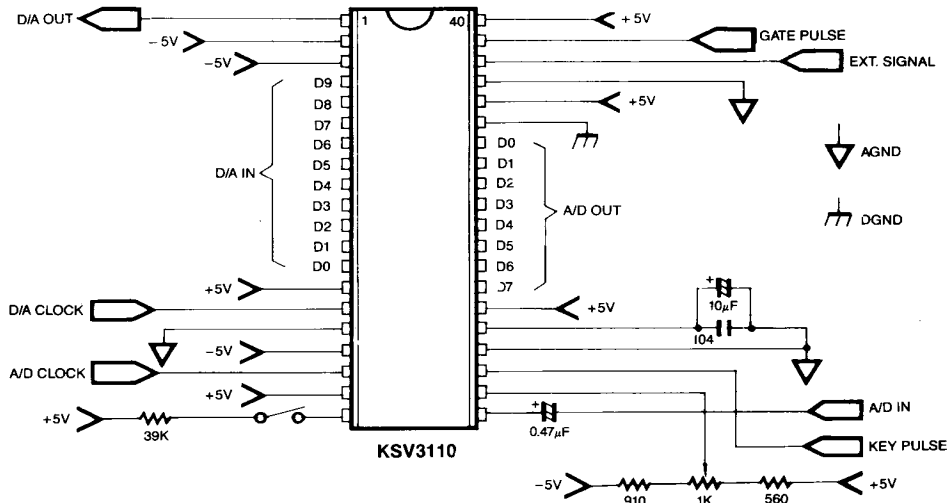 D/A OUT
−5V
−5V
D9
D8
D7
D6
D5
D4
D3
D2
D1
D0
D/A IN
+5V
D/A CLOCK
−5V
A/D CLOCK
+5V
+5V
39K
1
40
KSV3110
+5V
GATE PULSE
EXT. SIGNAL
+5V
D0
D1
D2
D3
D4
D5
D6
D7
A/D OUT
AGND
DGND
+5V
+
10μF
104
+
0.47μF
A/D IN
KEY PULSE
−5V
910
1K
560
+5V